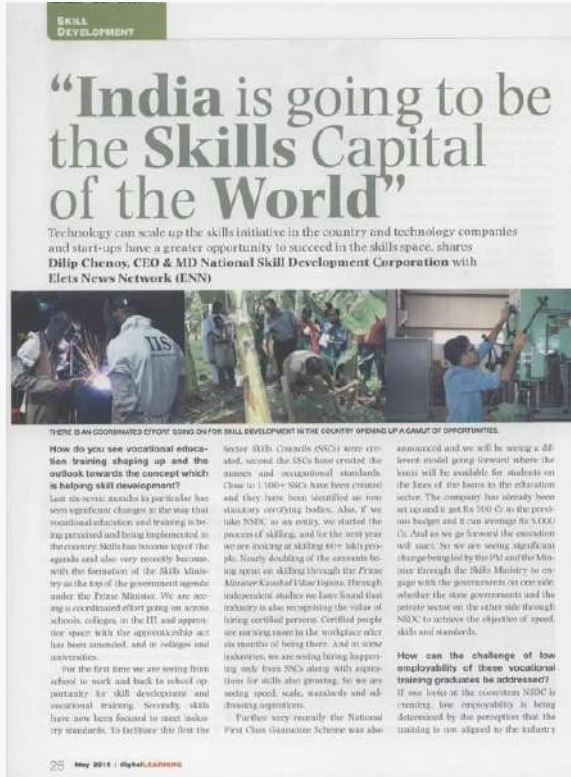 SKILL
DEVELOPMENT
“India is going to be
the Skills Capital
of the World”
Technology can scale up the skills initiative in the country and technology companies
and start-ups have a greater opportunity to succeed in the skills space, shares
Dilip Chenoy, CEO & MD National Skill Development Corporation with
Elets News Network (ENN)
IIS
THERE IS AN COORDINATED EFFORT GOING ON FOR SKILL DEVELOPMENT IN THE COUNTRY OPENING UP A GAMUT OF OPPORTUNITIES.
How do you see vocational educa-
tion training shaping up and the
outlook towards the concept which
is helping skill development?
Last six-seven months in particular has
seen significant changes in the way that
vocational education and training is be-
ing perceived and being implemented in
the country. Skills has become top of the
agenda and also very recently become,
with the formation of the Skills Minis-
try as the top of the government agenda
under the Prime Minister. We are see-
ing a coordinated effort going on across
schools, colleges, in the ITI and appren-
tice space with the apprenticeship act
has been amended, and in colleges and
universities.
For the first time we are seeing from
school to work and back to school op-
portunity for skill development and
vocational training. Secondly, skills
have now been focused to meet indus-
try standards. To facilitate this first the
Sector Skills Councils (SSCs) were cre-
ated, second the SSCs have created the
and occupational standards.
Close to SSCs have been created
and they have been identified as non
statutory certifying bodies. Also, if we
take NSDC as an entity, we started the
process of skilling, and for the next year
we are looking at skilling 60+ lakh peo-
ple. Nearly doubling of the amounts be-
ing spent on skilling through the Prime
Minister Kaushal Vikas Yojana. Through
independent studies we have found that
industry is also recognising the value of
hiring certified persons. Certified people
are earning more in the workplace after
six months of being there. And in some
industries, we are seeing hiring happen-
ing only from SSCs along with aspira-
tions for skills also growing. So we are
seeing speed, scale, standards and ad-
dressing aspirations.
Further very recently the National
First Class Guarantee Scheme was also
announced and we will be seeing a dif-
ferent model going forward where the
loans will be available for students on
the lines of the loans in the education
sector. The company has already been
set up and it got Rs 500 Cr in the previ-
ous budget and it can leverage Rs 5,000
Cr. And as we go forward the execution
will start. So we are seeing significant
change being led by the PM and the Min-
ister through the Skills Ministry to en-
gage with the governments on one side
whether the state governments and the
private sector on the other side through
NSDC to achieve the objective of speed,
skills and standards.
How can the challenge of low
employability of these vocational
training graduates be addressed?
If one looks at the ecosystem NSDC is
creating, low employability is being
determined by the perception that the
training is not aligned to the industry
26 May 2015 | digitalLEARNING